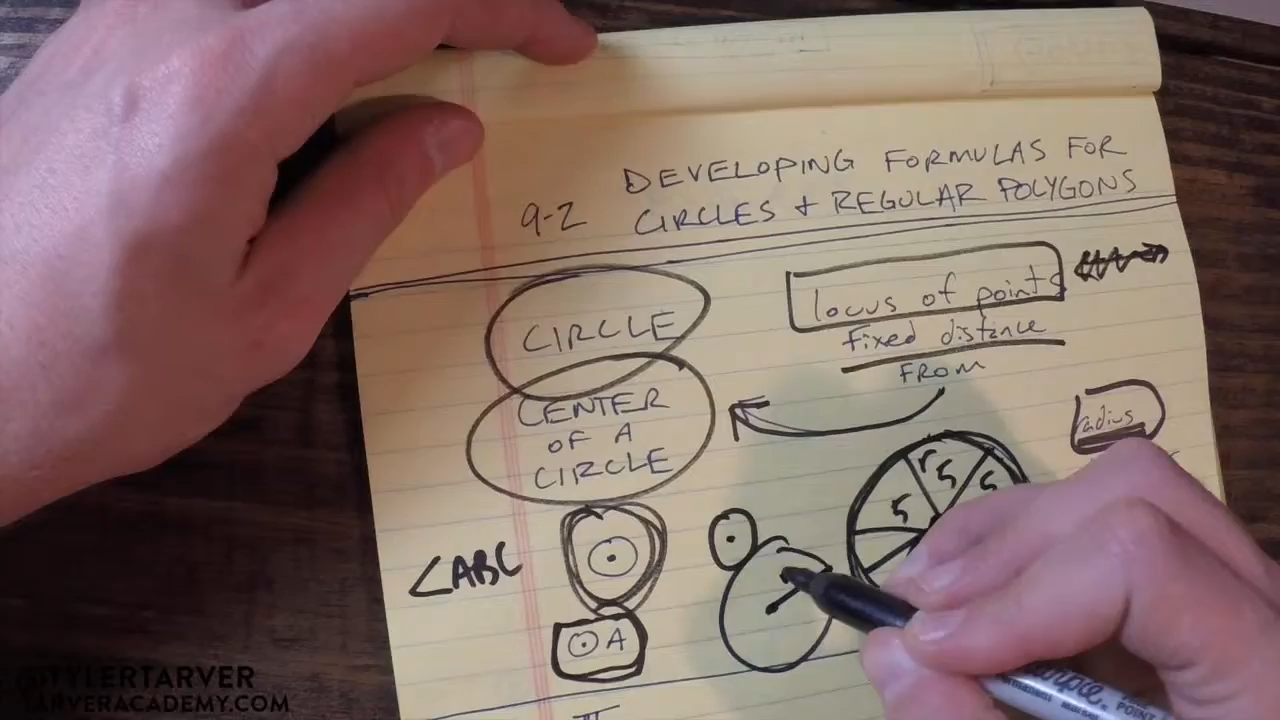 DEVELOPING FORMULAS FOR
9-2 CIRCLES + REGULAR POLYGONS
CIRCLE
locus of points
fixed distance
FROM
CENTER
OF A
CIRCLE
radius
5 5 5
<ABC
⊙A
TYLERTARVER
TARVERACADEMY.COM